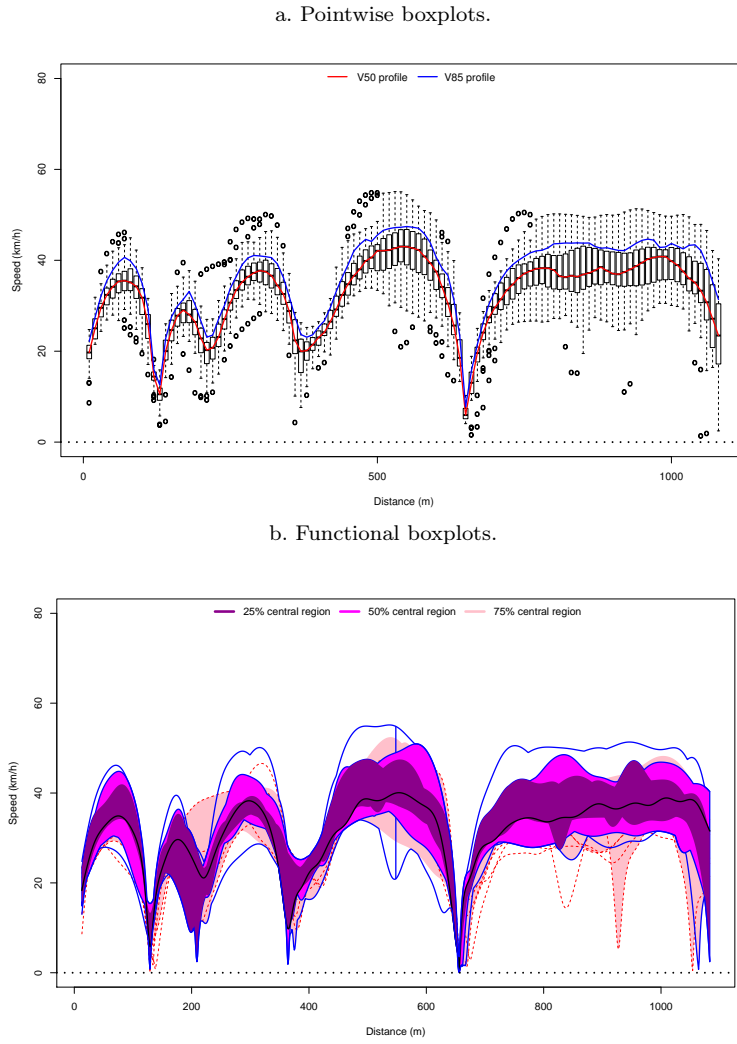 a. Pointwise boxplots.
V50 profile V85 profile
80
60
40
20
0
Speed (km/h)
0 500 1000
Distance (m)
b. Functional boxplots.
25% central region 50% central region 75% central region
80
60
40
20
0
Speed (km/h)
0 200 400 600 800 1000
Distance (m)